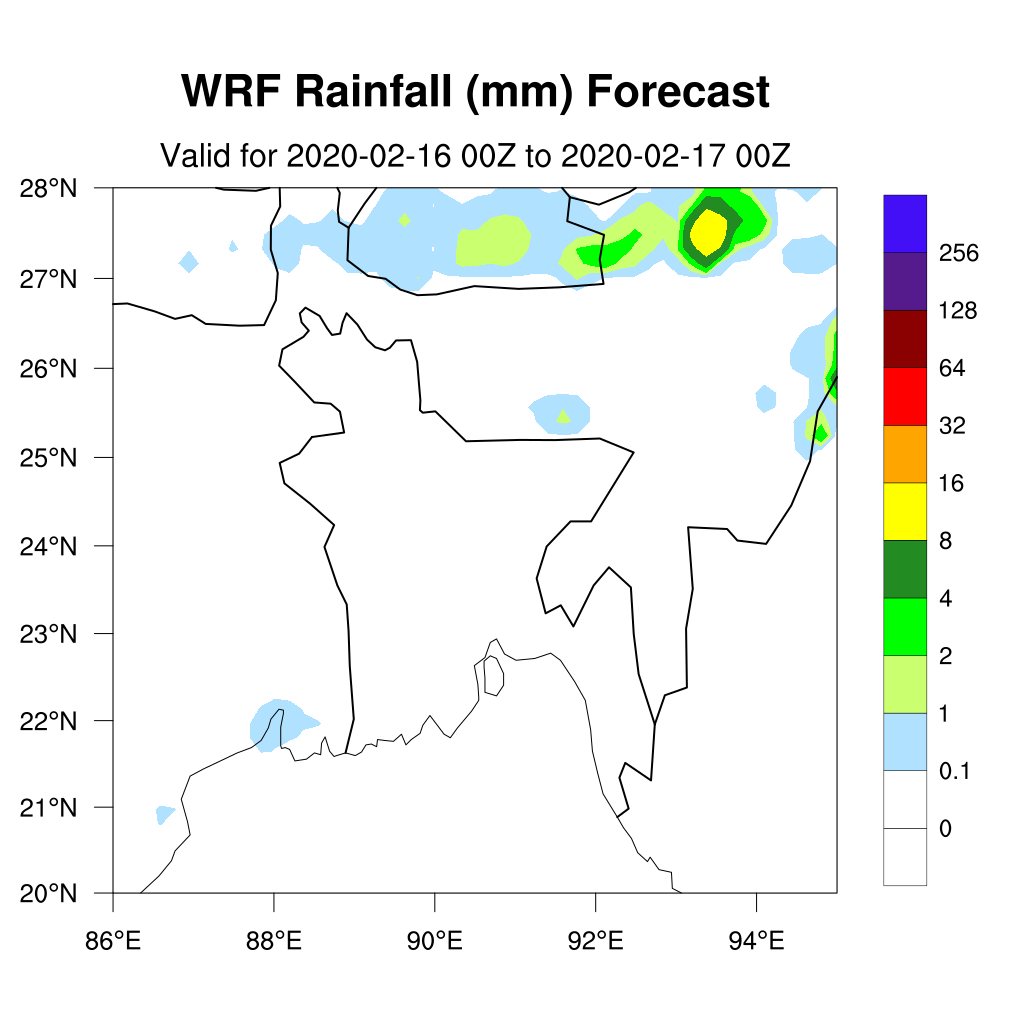 WRF Rainfall (mm) Forecast
Valid for 2020-02-16 00Z to 2020-02-17 00Z
28°N
27°N
26°N
25°N
24°N
23°N
22°N
21°N
20°N
86°E 88°E 90°E 92°E 94°E
256
128
64
32
16
8
4
2
1
0.1
0